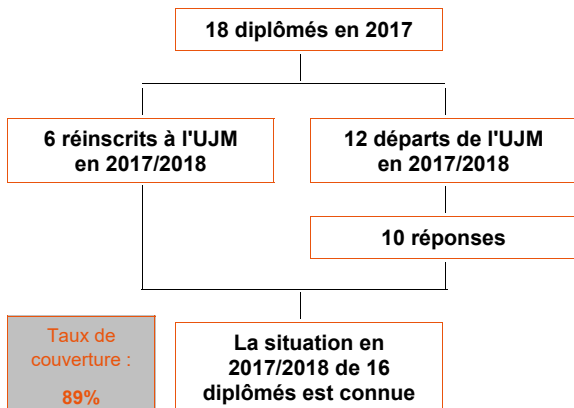 18 diplômés en 2017
6 réinscrits à l'UJM
en 2017/2018
12 départs de l'UJM
en 2017/2018
10 réponses
Taux de
couverture :
89%
La situation en
2017/2018 de 16
diplômés est connue